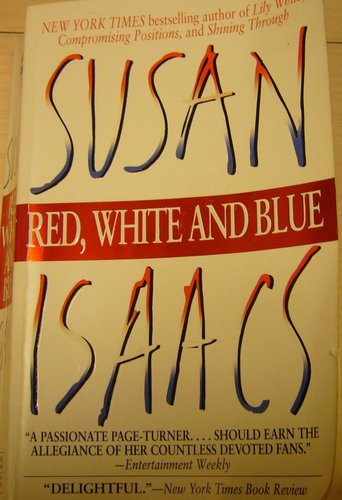 NEW YORK TIMES bestselling author of Lily White,
Compromising Positions, and Shining Through
SUSAN
RED, WHITE AND BLUE
ISAACS
"A PASSIONATE PAGE-TURNER. . . . SHOULD EARN THE
ALLEGIANCE OF HER COUNTLESS DEVOTED FANS."
—Entertainment Weekly
"DELIGHTFUL."—New York Times Book Review